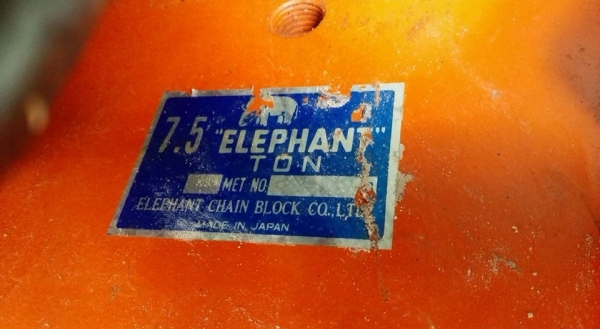 7.5 "ELEPHANT"
TON
MET NO
ELEPHANT CHAIN BLOCK CO., LTD
MADE IN JAPAN